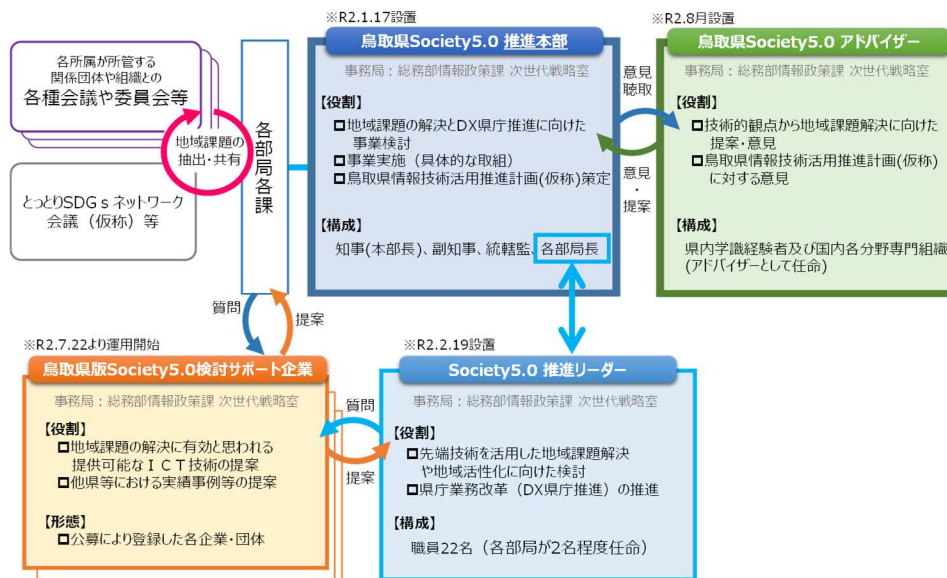 ※R2.1.17設置
鳥取県Society5.0 推進本部
事務局：総務部情報政策課 次世代戦略室
【役割】
地域課題の解決とDX県庁推進に向けた
事業検討
事業実施（具体的な取組）
鳥取県情報技術活用推進計画(仮称)策定
【構成】
知事(本部長)、副知事、統轄監、各部局長
※R2.8月設置
鳥取県Society5.0 アドバイザー
事務局：総務部情報政策課 次世代戦略室
【役割】
技術的観点から地域課題解決に向けた
提案・意見
鳥取県情報技術活用推進計画(仮称)
に対する意見
【構成】
県内学識経験者及び国内各分野専門組織
(アドバイザーとして任命)
意見
聴取
意見
・
提案
各所属が所管する
関係団体や組織との
各種会議や委員会等
地域課題の
抽出・共有
とっとりSDGｓネットワーク
会議（仮称）等
各部局各課
質問
提案
※R2.7.22より運用開始
鳥取県版Society5.0検討サポート企業
事務局：総務部情報政策課 次世代戦略室
【役割】
地域課題の解決に有効と思われる
提供可能なＩＣＴ技術の提案
他県等における実績事例等の提案
【形態】
公募により登録した各企業・団体
質問
提案
※R2.2.19設置
Society5.0 推進リーダー
事務局：総務部情報政策課 次世代戦略室
【役割】
先端技術を活用した地域課題解決
や地域活性化に向けた検討
県庁業務改革（DX県庁推進）の推進
【構成】
職員22名（各部局が2名程度任命）